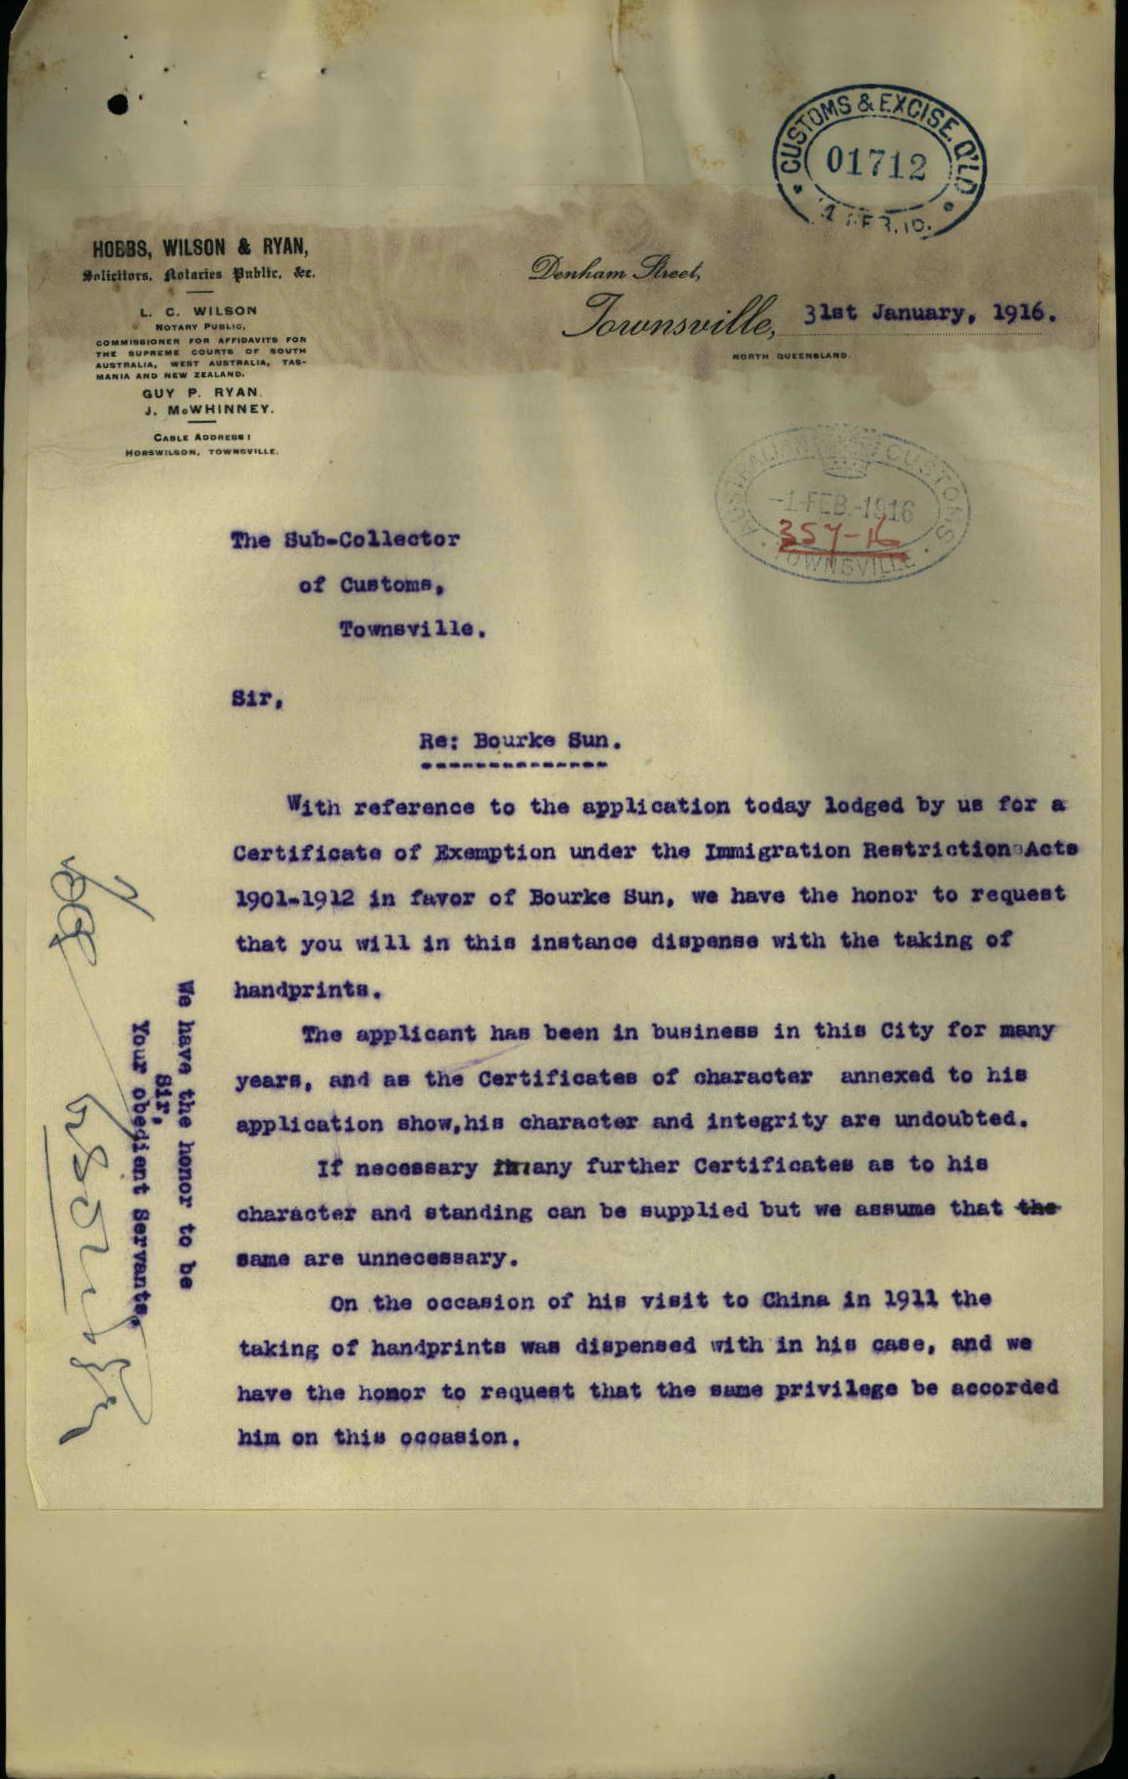 CUSTOMS & EXCISE. Q'LD
01712
HOBBS, WILSON & RYAN,
Solicitors, Notaries Public, &c.
L. C. WILSON
NOTARY PUBLIC,
COMMISSIONER FOR AFFIDAVITS FOR
THE SUPREME COURTS OF SOUTH
AUSTRALIA, WEST AUSTRALIA, TAS-
MANIA AND NEW ZEALAND.
GUY P. RYAN.
J. McWHINNEY.
CABLE ADDRESS:
HOBSWILSON, TOWNSVILLE.
Denham Street,
Townsville, 31st January, 1916.
NORTH QUEENSLAND.
AUSTRALIAN CUSTOMS
-1-FEB.-1916
357-16
TOWNSVILLE
The Sub-Collector
of Customs,
Townsville.
Sir,
Re: Bourke Sun.
With reference to the application today lodged by us for a
Certificate of Exemption under the Immigration Restriction Acts
1901-1912 in favor of Bourke Sun, we have the honor to request
that you will in this instance dispense with the taking of
handprints.
The applicant has been in business in this City for many
years, and as the Certificates of character annexed to his
application show,his character and integrity are undoubted.
If necessary any further Certificates as to his
character and standing can be supplied but we assume that the
same are unnecessary.
On the occasion of his visit to China in 1911 the
taking of handprints was dispensed with in his case, and we
have the honor to request that the same privilege be accorded
him on this occasion.
We have the honor to be
Sir,
Your obedient servants,